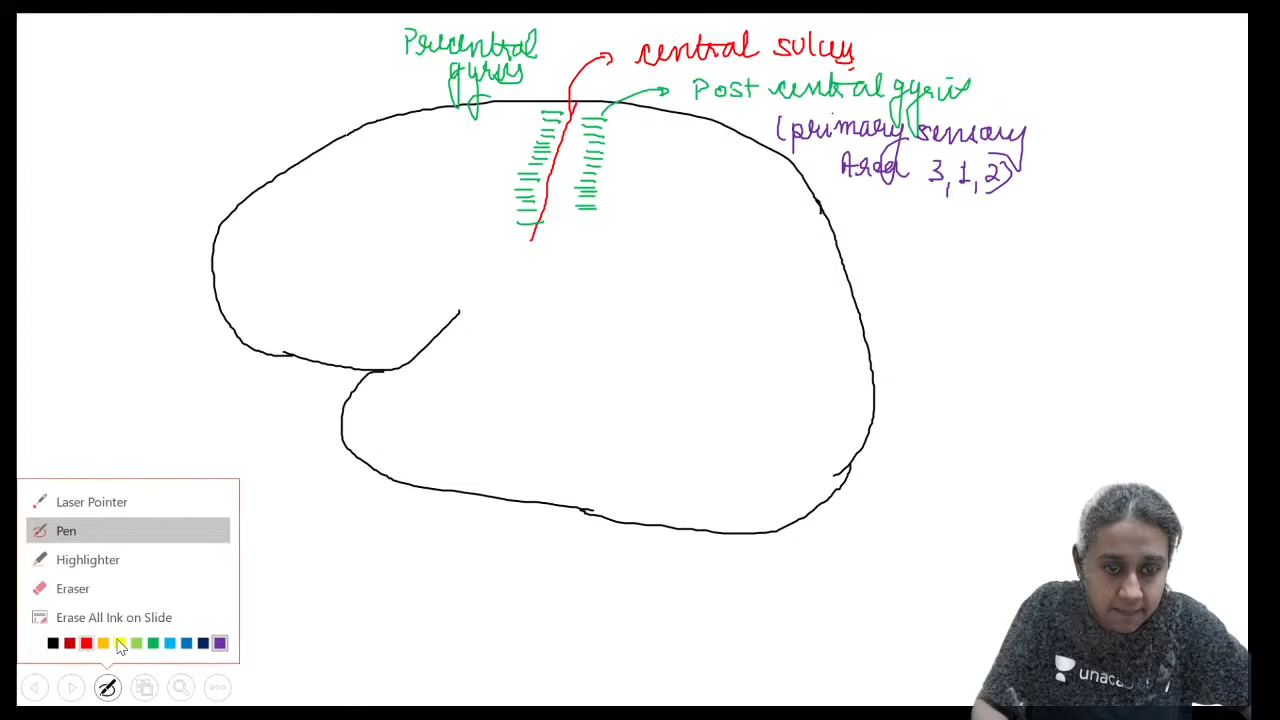 Precentral
gyrus
central sulcus
Post central gyrus
(primary sensory
Area 3,1,2)
Laser Pointer
Pen
Highlighter
Eraser
Erase All Ink on Slide